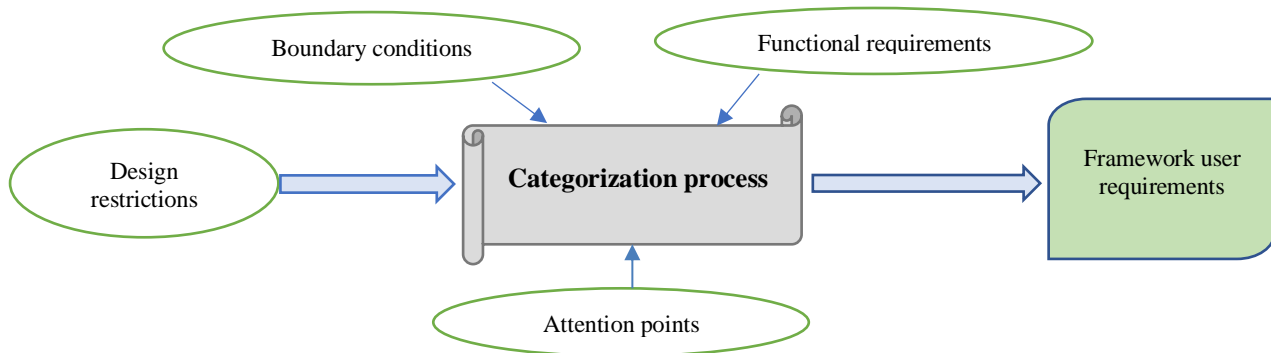 Boundary conditions
Functional requirements
Design
restrictions
Categorization process
Framework user
requirements
Attention points